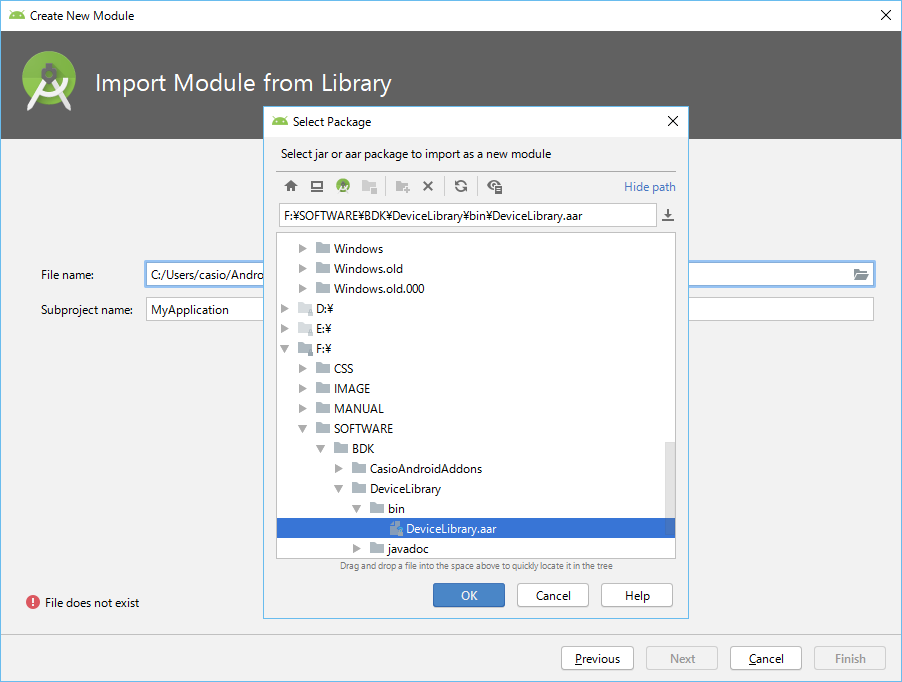 Create New Module
Import Module from Library
Select Package
Select jar or aar package to import as a new module
Hide path
F:¥SOFTWARE¥BDK¥DeviceLibrary¥bin¥DeviceLibrary.aar
Windows
Windows.old
Windows.old.000
D:¥
E:¥
F:¥
CSS
IMAGE
MANUAL
SOFTWARE
BDK
CasioAndroidAddons
DeviceLibrary
bin
DeviceLibrary.aar
javadoc
Drag and drop a file into the space above to quickly locate it in the tree
OK Cancel Help
File name: C:/Users/casio/Andro
Subproject name: MyApplication
File does not exist
Previous Next Cancel Finish